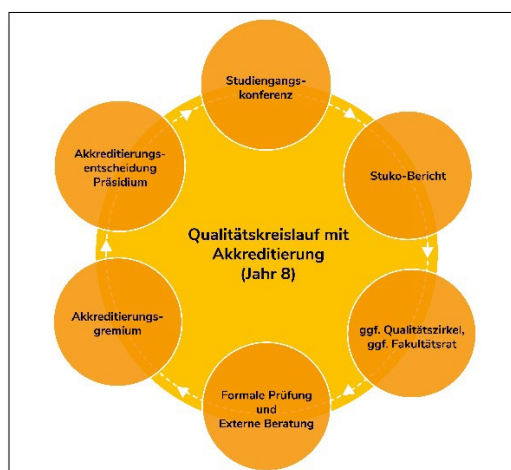 Studiengangs-
konferenz
Stuko-Bericht
ggf. Qualitätszirkel,
ggf. Fakultätsrat
Formale Prüfung
und
Externe Beratung
Akkreditierungs-
gremium
Akkreditierungs-
entscheidung
Präsidium
Qualitätskreislauf mit
Akkreditierung
(Jahr 8)